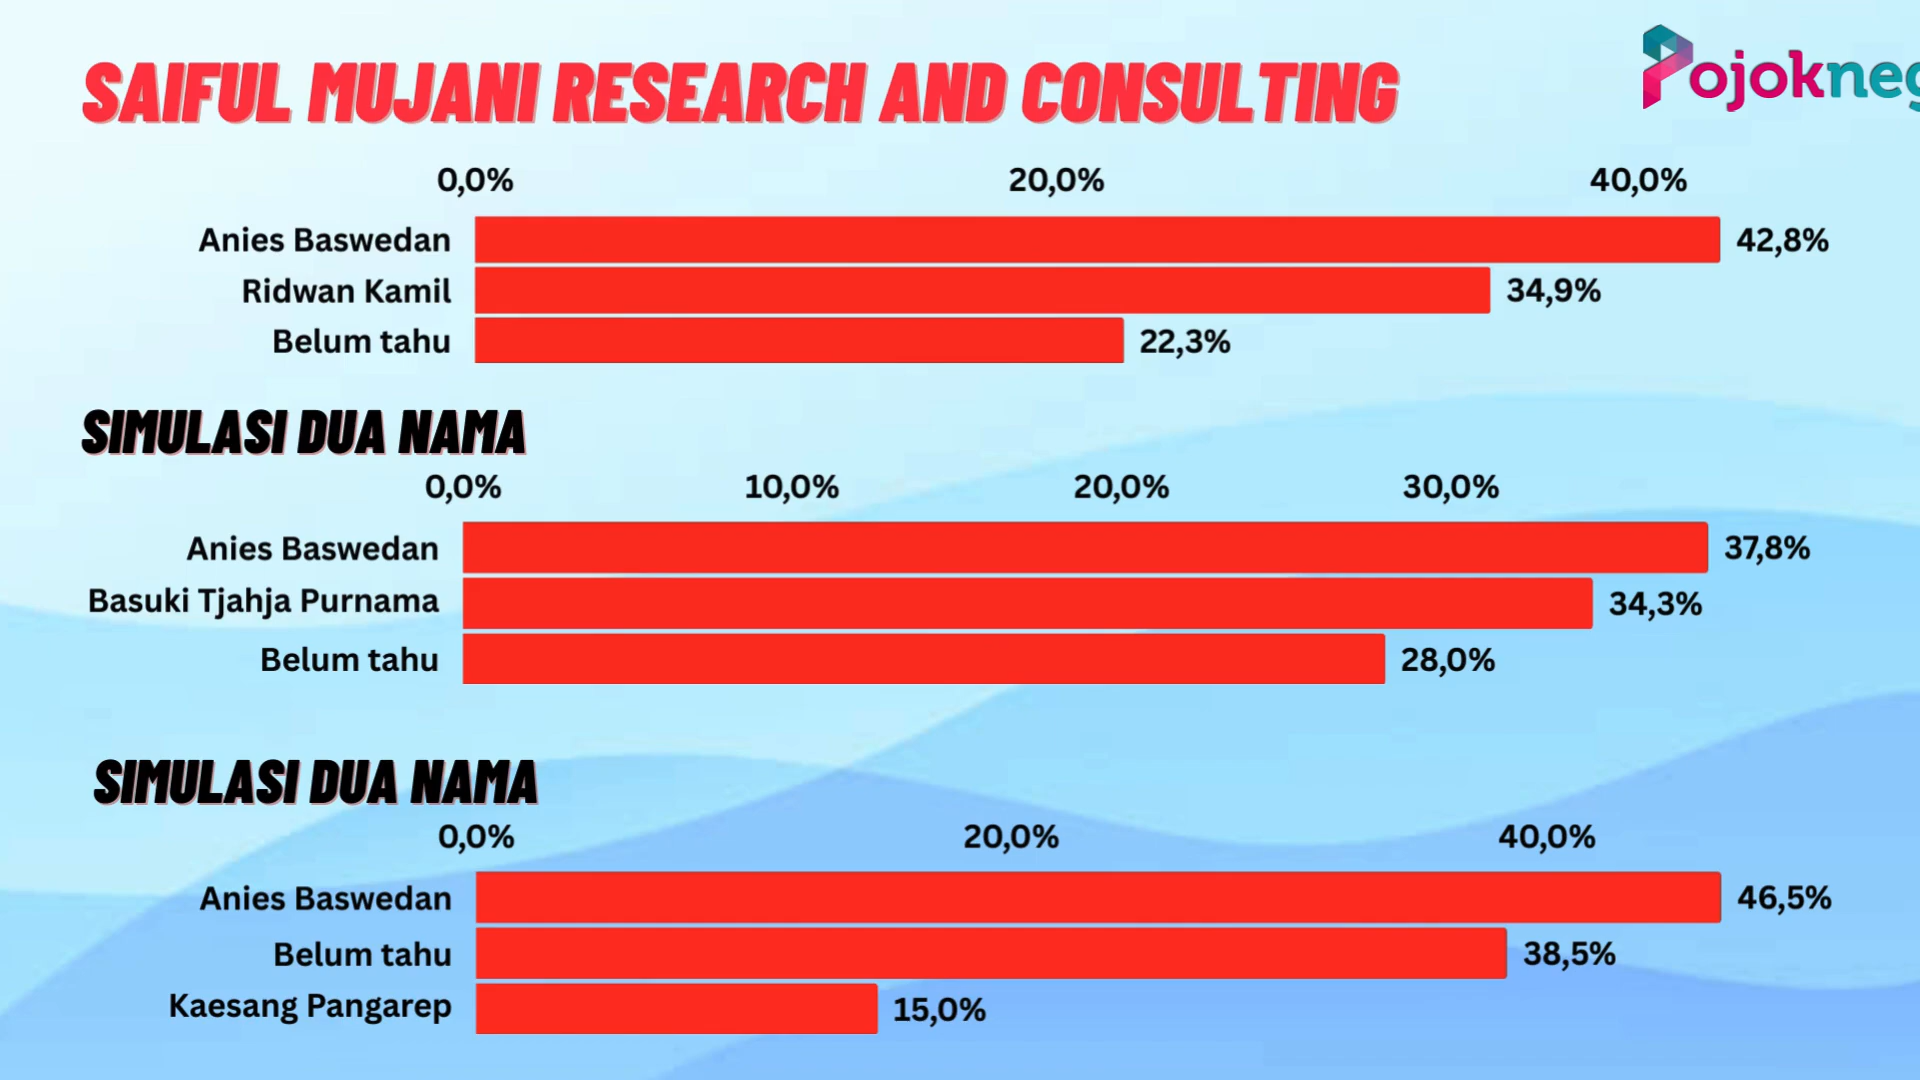 SAIFUL MUJANI RESEARCH AND CONSULTING
Pojokneg
0,0% 20,0% 40,0%
Anies Baswedan 42,8%
Ridwan Kamil 34,9%
Belum tahu 22,3%
SIMULASI DUA NAMA
0,0% 10,0% 20,0% 30,0%
Anies Baswedan 37,8%
Basuki Tjahja Purnama 34,3%
Belum tahu 28,0%
SIMULASI DUA NAMA
0,0% 20,0% 40,0%
Anies Baswedan 46,5%
Belum tahu 38,5%
Kaesang Pangarep 15,0%